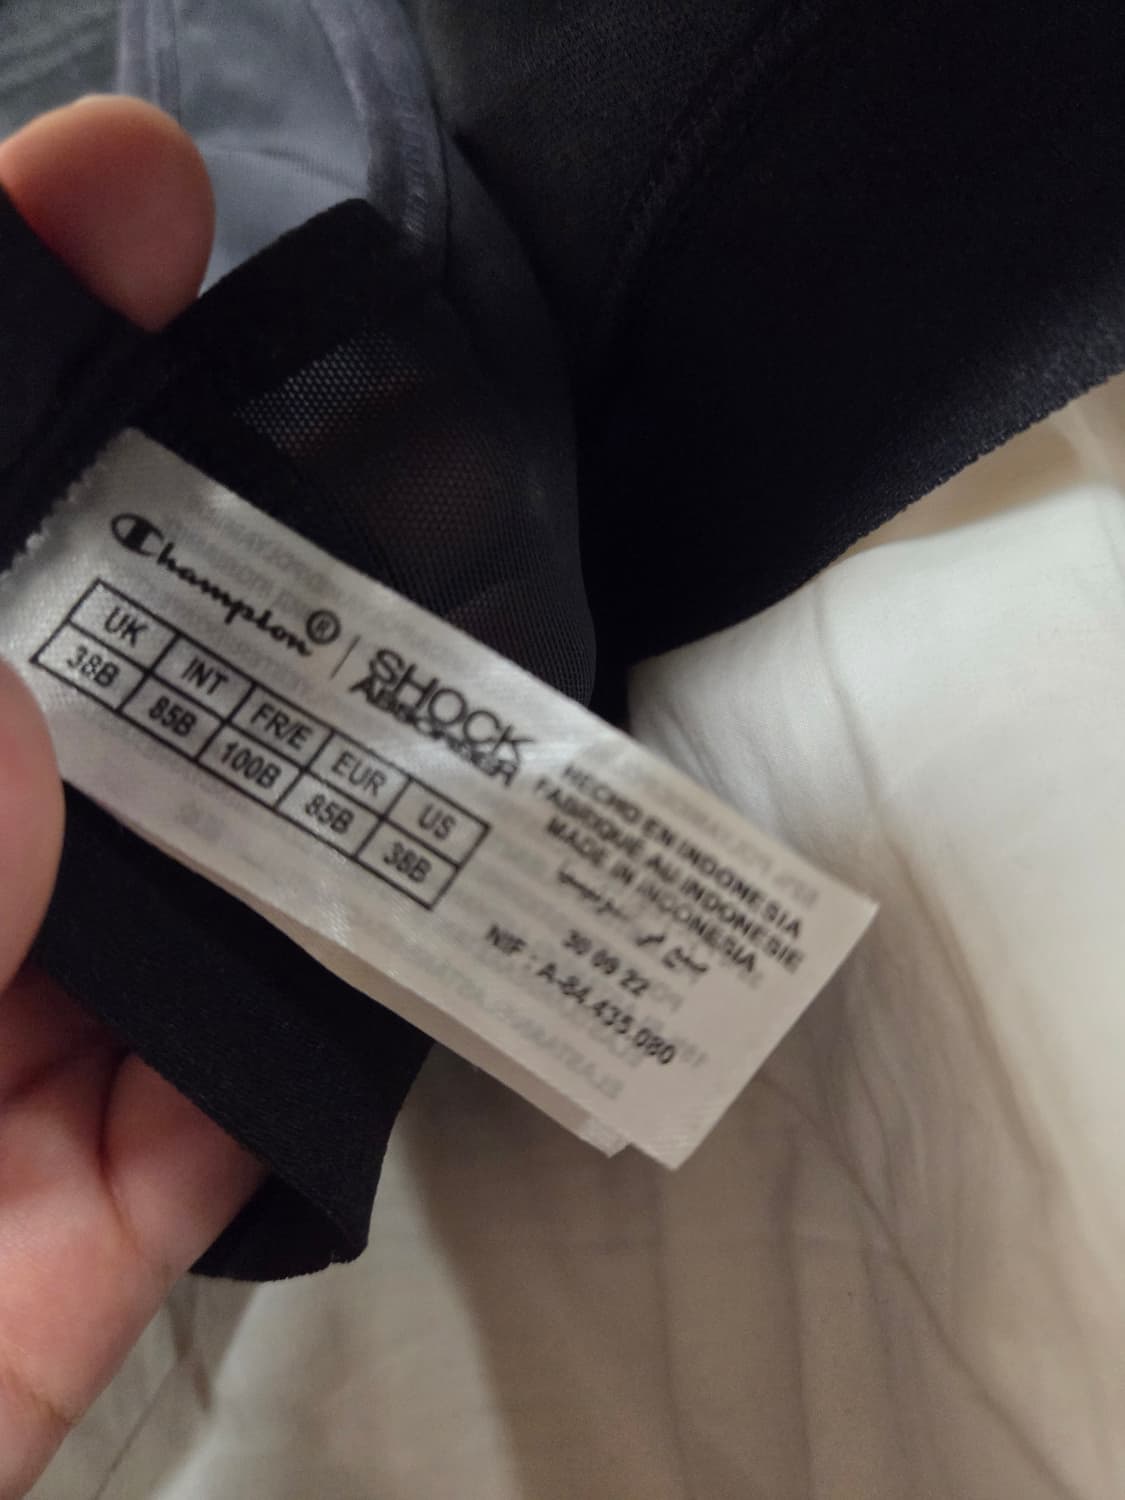 Champion® | SHOCK ABSORBER
UK INT FR/E EUR US
38B 85B 100B 85B 38B
HECHO EN INDONESIA
FABRIQUÉ AU INDONESIE
MADE IN INDONESIA
30 09 22
NIF : A-84.435.080